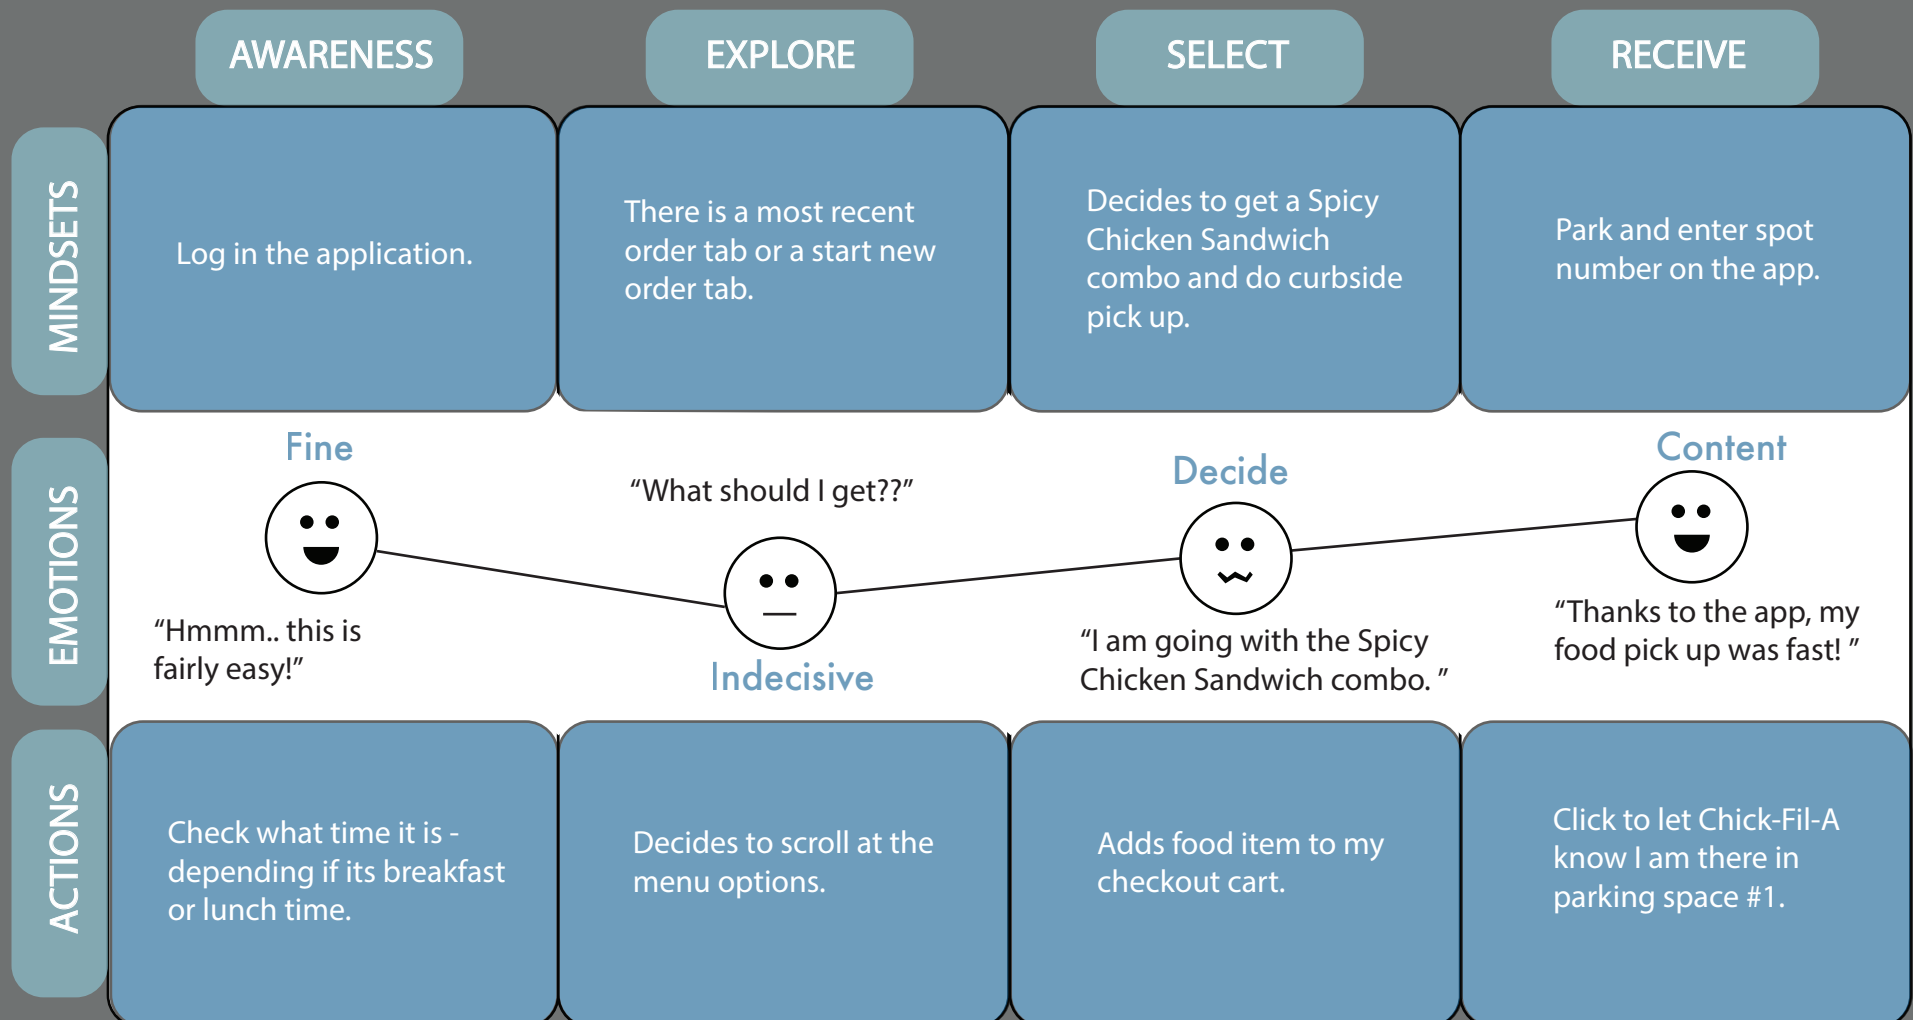 AWARENESS
EXPLORE
SELECT
RECEIVE
MINDSETS
Log in the application.
There is a most recent
order tab or a start new
order tab.
Decides to get a Spicy
Chicken Sandwich
combo and do curbside
pick up.
Park and enter spot
number on the app.
EMOTIONS
Fine
“Hmmm.. this is
fairly easy!”
“What should I get??”
Indecisive
Decide
“I am going with the Spicy
Chicken Sandwich combo. ”
Content
“Thanks to the app, my
food pick up was fast! ”
ACTIONS
Check what time it is -
depending if its breakfast
or lunch time.
Decides to scroll at the
menu options.
Adds food item to my
checkout cart.
Click to let Chick-Fil-A
know I am there in
parking space #1.